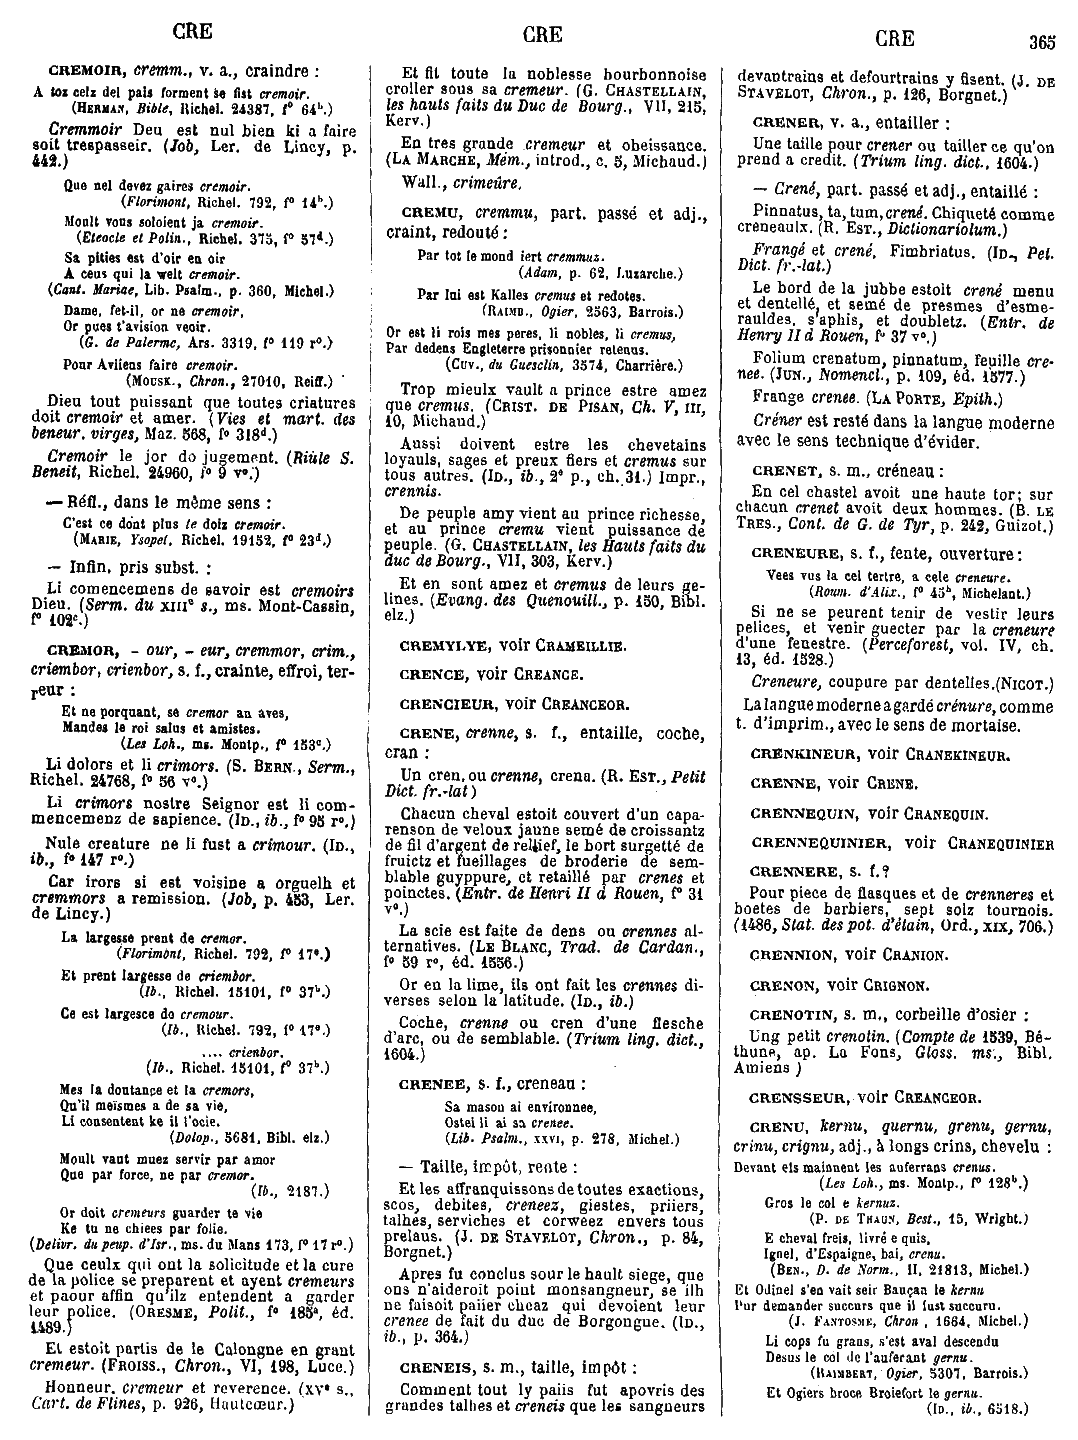 CRE
CREMOIR, cremm., v. a., craindre :
A toz celz del pais forment se fist cremoir.
(HERMAN, Bible, Richel. 24387, f° 64ᵇ.)
Cremmoir Deu est nul bien ki a faire
soit trespasseir. (Job, Ler. de Lincy, p.
442.)
Que nel devez gaires cremoir.
(Florimont, Richel. 792, f° 14ᵇ.)
Moult vous soloient ja cremoir.
(Eteocle et Polin., Richel. 375, f° 57ᵈ.)
Sa pities est d'oir en oir
A ceus qui la welt cremoir.
(Cant. Mariae, Lib. Psalm., p. 360, Michel.)
Dame, fet-il, or ne cremoir,
Or pues t'avision veoir.
(G. de Palerme, Ars. 3319, f° 119 r°.)
Pour Avliens faire cremoir.
(MOUSK., Chron., 27010, Reiff.)
Dieu tout puissant que toutes criatures
doit cremoir et amer. (Vies et mart. des
beneur. virges, Maz. 568, f° 318ᵈ.)
Cremoir le jor do jugement. (Riule S.
Beneit, Richel. 24960, f° 9 v°.)
— Réfl., dans le même sens :
C'est ce dont plus te doiz cremoir.
(MARIE, Ysopet, Richel. 19152, f° 23ᵈ.)
— Infin. pris subst. :
Li comencemens de savoir est cremoirs
Dieu. (Serm. du XIIIᵉ s., ms. Mont-Cassin,
f° 102ᶜ.)
CREMOR, - our, - eur, cremmor, crim.,
criembor, crienbor, s. f., crainte, effroi, ter-
reur :
Et ne porquant, se cremor an aves,
Mandes le roi salus et amistes.
(Les Loh., ms. Montp., f° 153ᶜ.)
Li dolors et li crimors. (S. BERN., Serm.,
Richel. 24768, f° 56 v°.)
Li crimors nostre Seignor est li com-
mencemenz de sapience. (ID., ib., f° 95 r°.)
Nule creature ne li fust a crimour. (ID.,
ib., f° 147 r°.)
Car irors si est voisine a orguelh et
cremmors a remission. (Job, p. 453, Ler.
de Lincy.)
La largesse prent de cremor.
(Florimont, Richel. 792, f° 17ᵉ.)
Et prent largesse de criembor.
(Ib., Richel. 15101, f° 37ᵇ.)
Ce est largesce do cremour.
(Ib., Richel. 792, f° 17ᵉ.)
.... crienbor.
(Ib., Richel. 15101, f° 37ᵇ.)
Mes la doutance et la cremors,
Qu'il meïsmes a de sa vie,
Li consentent ke il l'ocie.
(Dolop., 5681, Bibl. elz.)
Moult vaut muez servir par amor
Que par force, ne par cremor.
(Ib., 2187.)
Or doit cremeurs guarder te vie
Ke tu ne chiees par folie.
(Delivr. du peup. d'Isr., ms. du Mans 173, f° 17 r°.)
Que ceulx qui ont la solicitude et la cure
de la police se preparent et ayent cremeurs
et paour affin qu'ilz entendent a garder
leur police. (ORESME, Polit., f° 185ᵃ, éd.
1489.)
Et estoit partis de le Calongne en grant
cremeur. (FROISS., Chron., VI, 198, Luce.)
Honneur, cremeur et reverence. (XVᵉ s.,
Cart. de Flines, p. 926, Hautcœur.)
CRE
Et fit toute la noblesse bourbonnoise
croller sous sa cremeur. (G. CHASTELLAIN,
les hauts faits du Duc de Bourg., VII, 215,
Kerv.)
En tres grande cremeur et obeissance.
(LA MARCHE, Mém., introd., c. 5, Michaud.)
Wall., crimeûre.
CREMU, cremmu, part. passé et adj.,
craint, redouté :
Par tot le mond iert cremmuz.
(Adam, p. 62, Luzarche.)
Par lui est Kalles cremus et redotes.
(RAIMB., Ogier, 2563, Barrois.)
Or est li rois mes peres, li nobles, li cremus,
Par dedens Engleterre prisonnier retenus.
(CUV., du Guesclin, 3574, Charrière.)
Trop mieulx vault a prince estre amez
que cremus. (CRIST. DE PISAN, Ch. V, III,
10, Michaud.)
Aussi doivent estre les chevetains
loyauls, sages et preux fiers et cremus sur
tous autres. (ID., ib., 2ᵉ p., ch. 31.) Impr.,
crennis.
De peuple amy vient au prince richesse,
et au prince cremu vient puissance de
peuple. (G. CHASTELLAIN, les Hauts faits du
duc de Bourg., VII, 303, Kerv.)
Et en sont amez et cremus de leurs ge-
lines. (Evang. des Quenouill., p. 150, Bibl.
elz.)
CREMYLYE, voir CRAMEILLIE.
CRENCE, voir CREANCE.
CRENCIEUR, voir CREANCEOR.
CRENE, crenne, s. f., entaille, coche,
cran :
Un cren, ou crenne, crena. (R. EST., Petit
Dict. fr.-lat)
Chacun cheval estoit couvert d'un capa-
renson de veloux jaune semé de croissantz
de fil d'argent de rellief, le bort surgetté de
fruictz et fueillages de broderie de sem-
blable guyppure, et retaillé par crenes et
poinctes. (Entr. de Henri II à Rouen, f° 31
v°.)
La scie est faite de dens ou crennes al-
ternatives. (LE BLANC, Trad. de Cardan.,
f° 59 r°, éd. 1556.)
Or en la lime, ils ont fait les crennes di-
verses selon la latitude. (ID., ib.)
Coche, crenne ou cren d'une flesche
d'arc, ou de semblable. (Trium ling. dict.,
1604.)
CRENEE, s. f., creneau :
Sa mason ai environnee,
Ostei li ai sa crenee.
(Lib. Psalm., XXVI, p. 278, Michel.)
— Taille, impôt, rente :
Et les affranquissons de toutes exactions,
scos, debites, creneez, giestes, priiers,
talhes, serviches et corweez envers tous
prelaus. (J. DE STAVELOT, Chron., p. 84,
Borgnet.)
Apres fu conclus sour le hault siege, que
ons n'aideroit point monsangneur, se ilh
ne faisoit paiier cheaz qui devoient leur
crenee de fait du duc de Borgongue. (ID.,
ib., p. 364.)
CRENEIS, s. m., taille, impôt :
Comment tout ly paiis fut apovris des
grandes talhes et creneis que les sangneurs
CRE
365
devantrains et defourtrains y fisent. (J. DE
STAVELOT, Chron., p. 126, Borgnet.)
CRENER, v. a., entailler :
Une taille pour crener ou tailler ce qu'on
prend a credit. (Trium ling. dict., 1604.)
— Crené, part. passé et adj., entaillé :
Pinnatus, ta, tum, crené. Chiqueté comme
creneaulx. (R. EST., Dictionariolum.)
Frangé et crené, Fimbriatus. (ID., Pet.
Dict. fr.-lat.)
Le bord de la jubbe estoit crené menu
et dentellé, et semé de presmes d'esme-
rauldes, s'aphis, et doubletz. (Entr. de
Henry II à Rouen, f° 37 v°.)
Folium crenatum, pinnatum, feuille cre-
nee. (JUN., Nomencl., p. 109, éd. 1577.)
Frange crenee. (LA PORTE, Epith.)
Créner est resté dans la langue moderne
avec le sens technique d'évider.
CRENET, s. m., créneau :
En cel chastel avoit une haute tor; sur
chacun crenet avoit deux hommes. (B. LE
TRES., Cont. de G. de Tyr, p. 242, Guizot.)
CRENEURE, s. f., fente, ouverture :
Vees vus la cel tertre, a cele creneure.
(Roum. d'Alix., f° 45ᵇ, Michelant.)
Si ne se peurent tenir de vestir leurs
pelices, et venir guecter par la creneure
d'une fenestre. (Perceforest, vol. IV, ch.
13, éd. 1528.)
Creneure, coupure par dentelles. (NICOT.)
La langue moderne a gardé crénure, comme
t. d'imprim., avec le sens de mortaise.
CRENKINEUR, voir CRANEKINEUR.
CRENNE, voir CRENE.
CRENNEQUIN, voir CRANEQUIN.
CRENNEQUINIER, voir CRANEQUINIER
CRENNERE, s. f.?
Pour piece de flasques et de crenneres et
boetes de barbiers, sept solz tournois.
(1486, Stat. des pot. d'étain, Ord., XIX, 706.)
CRENNION, voir CRANION.
CRENON, voir CRIGNON.
CRENOTIN, s. m., corbeille d'osier :
Ung petit crenotin. (Compte de 1539, Bé-
thune, ap. La Fons, Gloss. ms., Bibl.
Amiens )
CRENSSEUR, voir CREANCEOR.
CRENU, kernu, quernu, grenu, gernu,
crinu, crignu, adj., à longs crins, chevelu :
Devant els mainnent les auferrans crenus.
(Les Loh., ms. Montp., f° 128ᵇ.)
Gros le col e kernuz.
(P. DE THAUN, Best., 15, Wright.)
E cheval freis, livré e quis,
Ignel, d'Espaigne, bai, crenu.
(BEN., D. de Norm., II, 21813, Michel.)
Et Odinel s'en vait seir Bauçan le kernu
Pur demander succurs que il fust succuru.
(J. FANTOSME, Chron , 1664, Michel.)
Li cops fu grans, s'est aval descendu
Desus le col de l'auferant gernu.
(RAIMBERT, Ogier, 5307, Barrois.)
Et Ogiers broce Broiefort le gernu.
(ID., ib., 6518.)